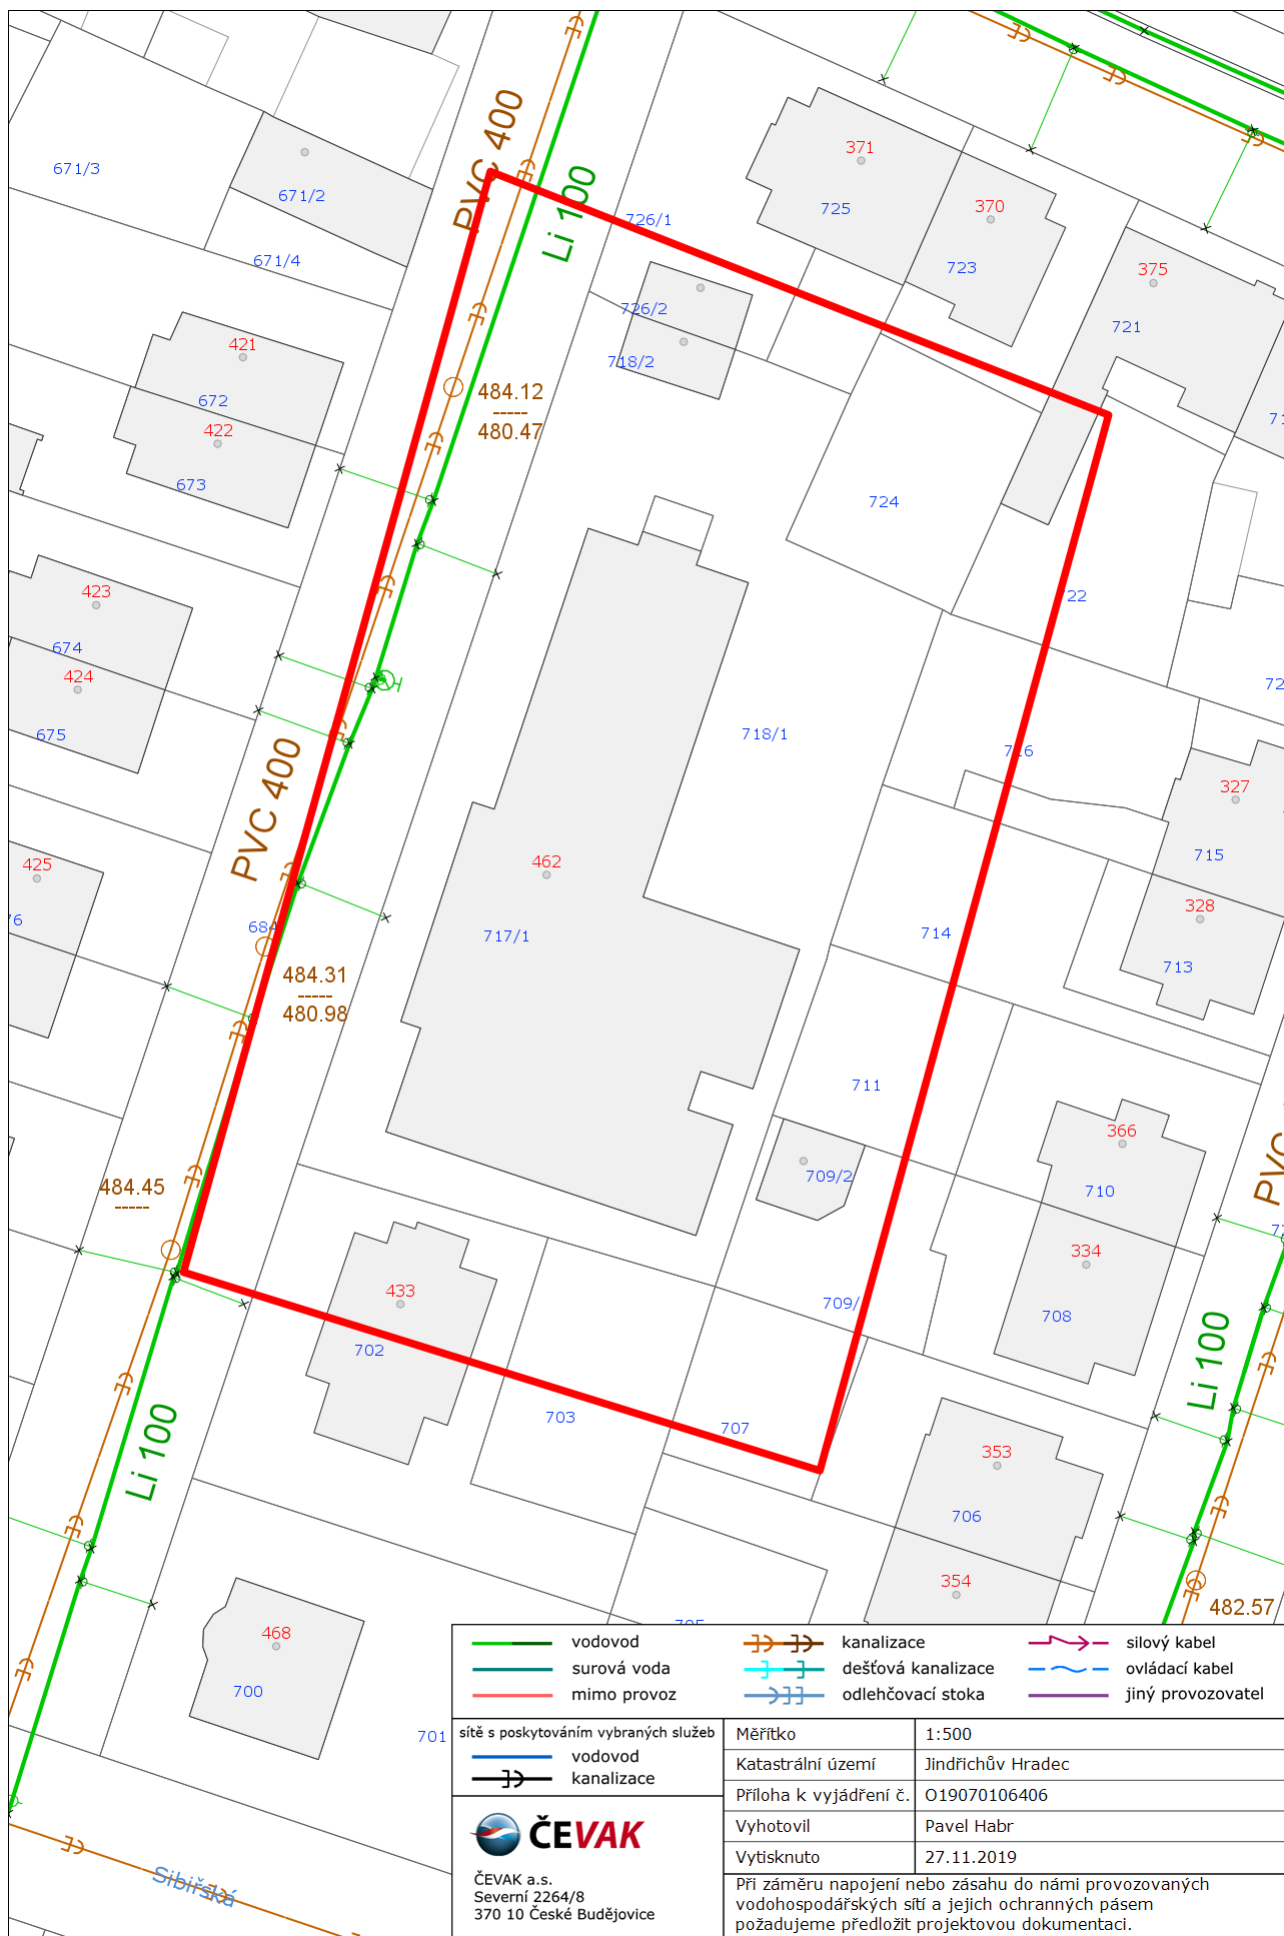 PVC 400
Li 100
671/3
671/2
671/4
726/1
371
725
370
723
375
721
726/2
718/2
421
672
422
673
484.12
-----
480.47
724
423
674
424
675
22
718/1
327
715
328
713
PVC 400
425
684
462
717/1
714
484.31
-----
480.98
711
709/2
366
710
334
708
484.45
-----
433
702
703
707
709/
Li 100
Li 100
353
706
354
482.57
468
700
701
Sibiřská
vodovod
surová voda
mimo provoz
kanalizace
dešťová kanalizace
odlehčovací stoka
silový kabel
ovládací kabel
jiný provozovatel
sítě s poskytováním vybraných služeb
vodovod
kanalizace
Měřítko 1:500
Katastrální území Jindřichův Hradec
Příloha k vyjádření č. O19070106406
Vyhotovil Pavel Habr
Vytisknuto 27.11.2019
ČEVAK
ČEVAK a.s.
Severní 2264/8
370 10 České Budějovice
Při záměru napojení nebo zásahu do námi provozovaných
vodohospodářských sítí a jejich ochranných pásem
požadujeme předložit projektovou dokumentaci.